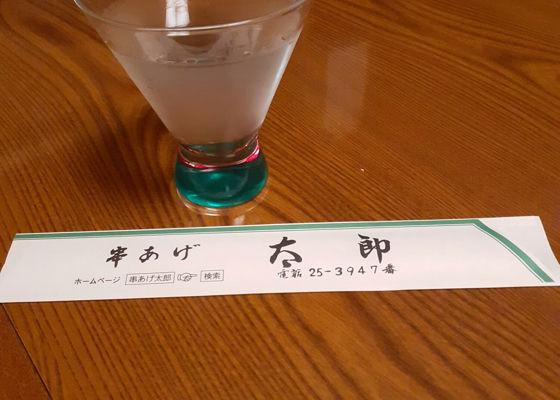 串あげ 太郎
電話 25-3947番
ホームページ 串あげ太郎 検索